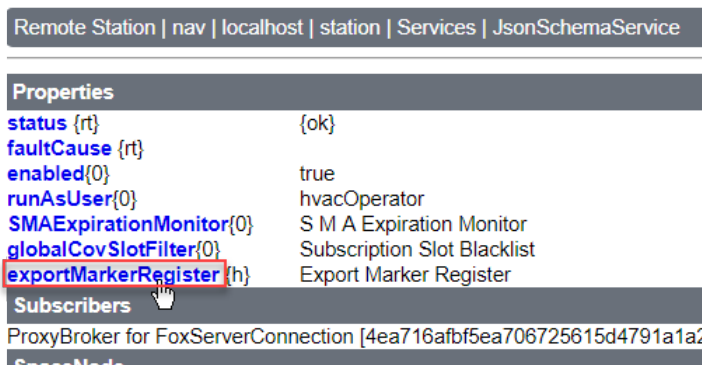 Remote Station | nav | localhost | station | Services | JsonSchemaService
Properties
status {rt} {ok}
faultCause {rt}
enabled{0} true
runAsUser{0} hvacOperator
SMAExpirationMonitor{0} S M A Expiration Monitor
globalCovSlotFilter{0} Subscription Slot Blacklist
exportMarkerRegister {h} Export Marker Register
Subscribers
ProxyBroker for FoxServerConnection [4ea716afbf5ea706725615d4791a1a2
SpaceNode